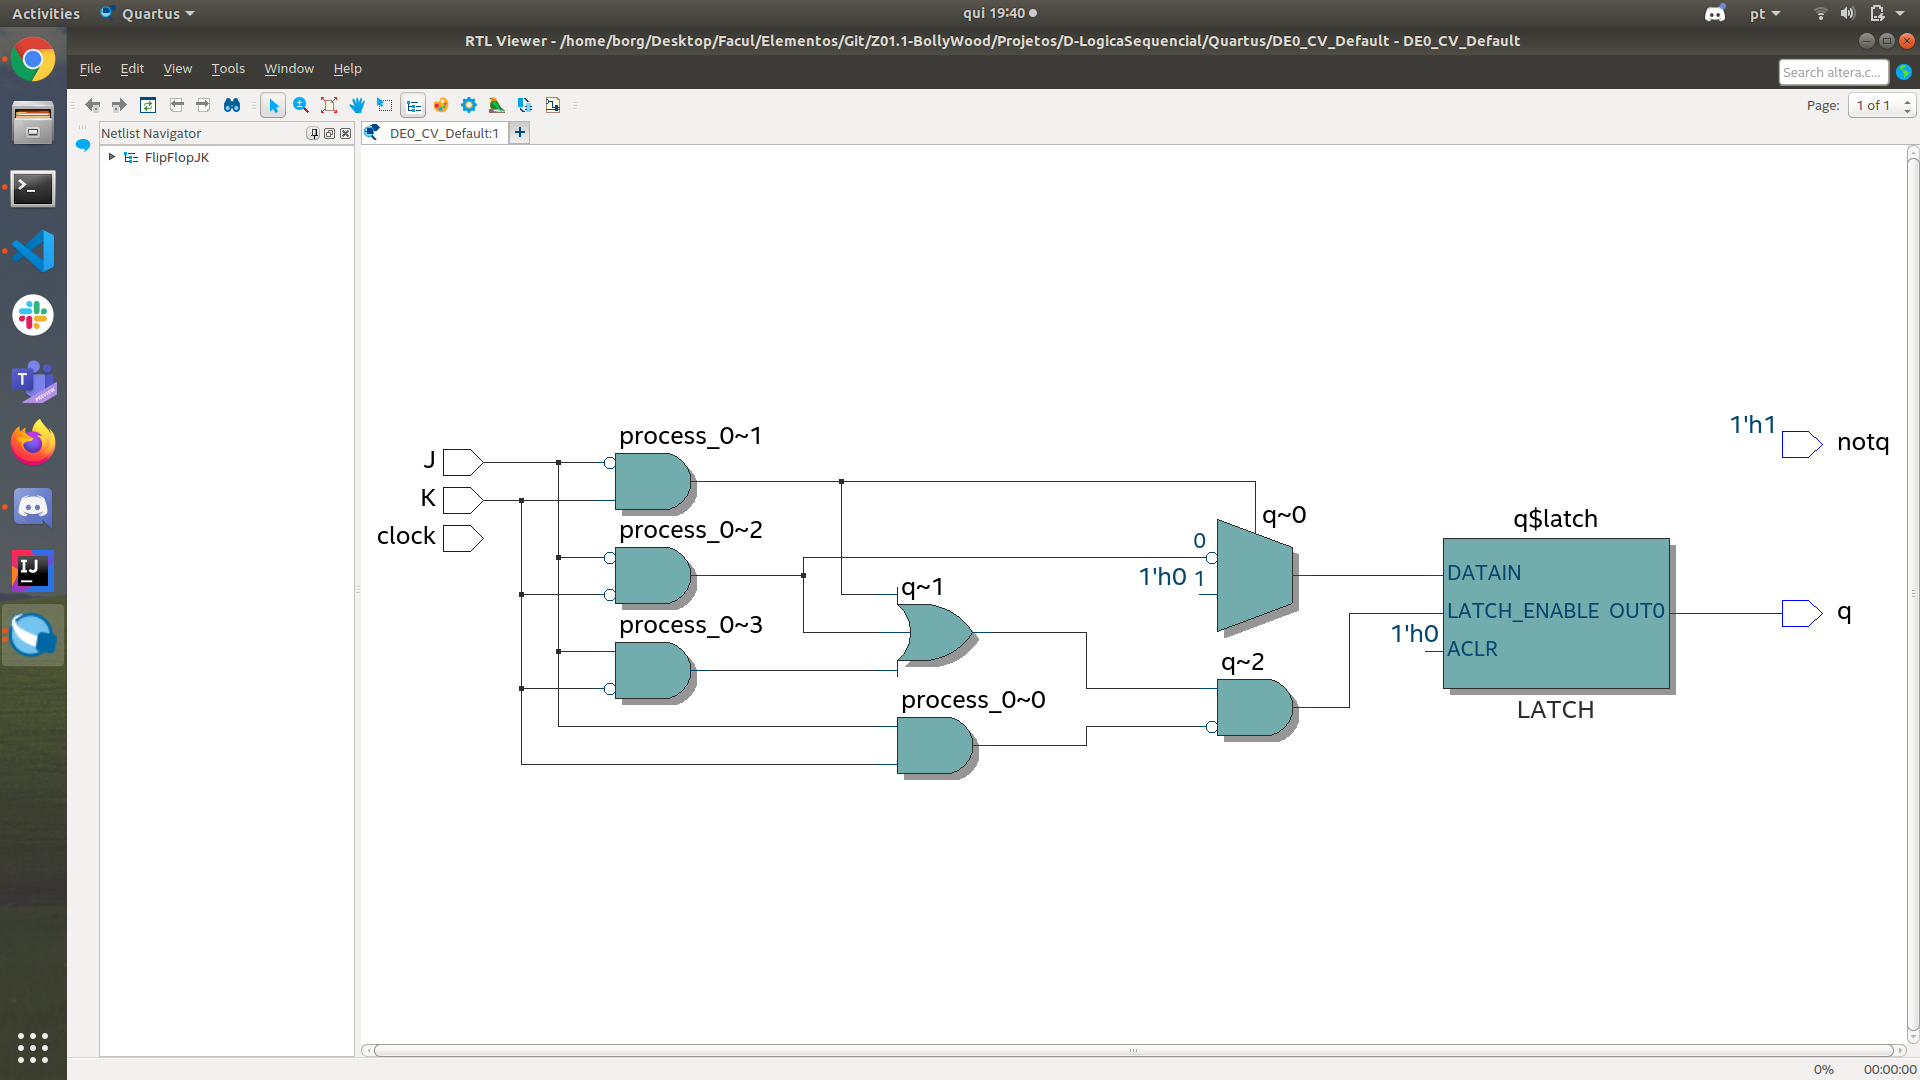 Activities
Quartus
qui 19:40
pt
RTL Viewer - /home/borg/Desktop/Facul/Elementos/Git/Z01.1-BollyWood/Projetos/D-LogicaSequencial/Quartus/DE0_CV_Default - DE0_CV_Default
File Edit View Tools Window Help
Search altera.c...
Page: 1 of 1
Netlist Navigator
DE0_CV_Default:1
FlipFlopJK
1'h1
notq
process_0~1
J
K
clock
process_0~2
process_0~3
q~1
process_0~0
q~0
0
1'h0 1
q~2
q$latch
DATAIN
LATCH_ENABLE OUT0
1'h0
ACLR
LATCH
q
T
PREVIEW
IJ
0% 00:00:00